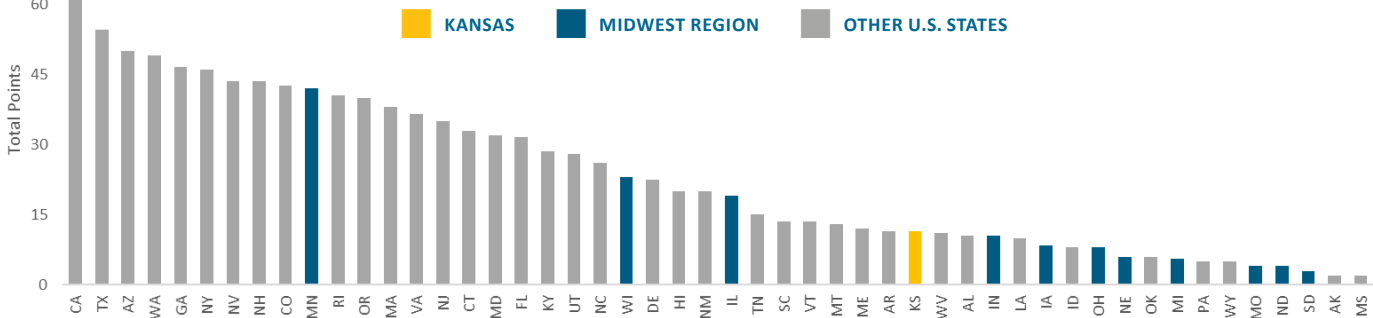 60
KANSAS MIDWEST REGION OTHER U.S. STATES
45
30
15
0
Total Points
CA TX AZ WA GA NY NV NH CO MN RI OR MA VA NJ CT MD FL KY UT NC WI DE HI NM IL TN SC VT MT ME AR KS WV AL IN LA IA ID OH NE OK MI PA WY MO ND SD AK MS